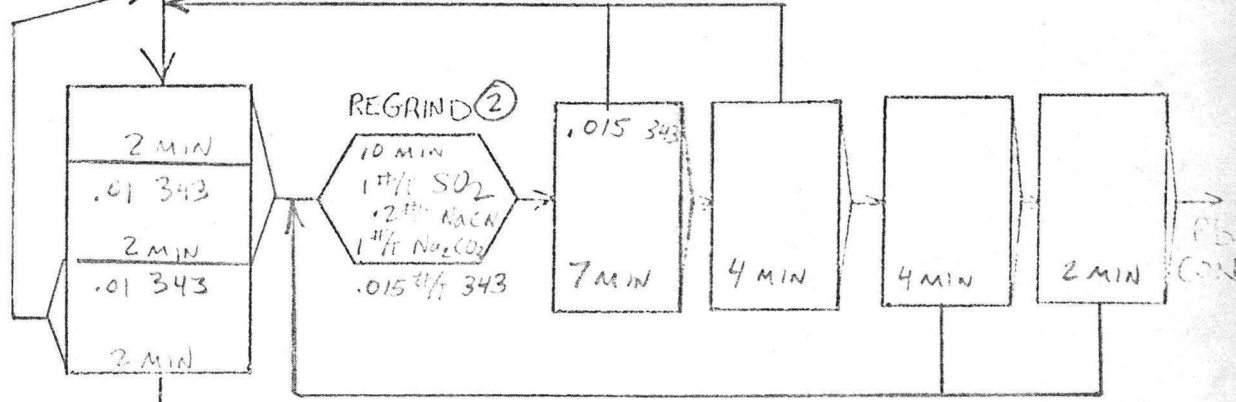 2 MIN
.01 343
2 MIN
.01 343
2 MIN
REGRIND 2
10 MIN
1 #/T SO2
.2 #/T NaCN
1 #/T Na2CO2
.015 #/T 343
.015 343
7 MIN
4 MIN
4 MIN
2 MIN